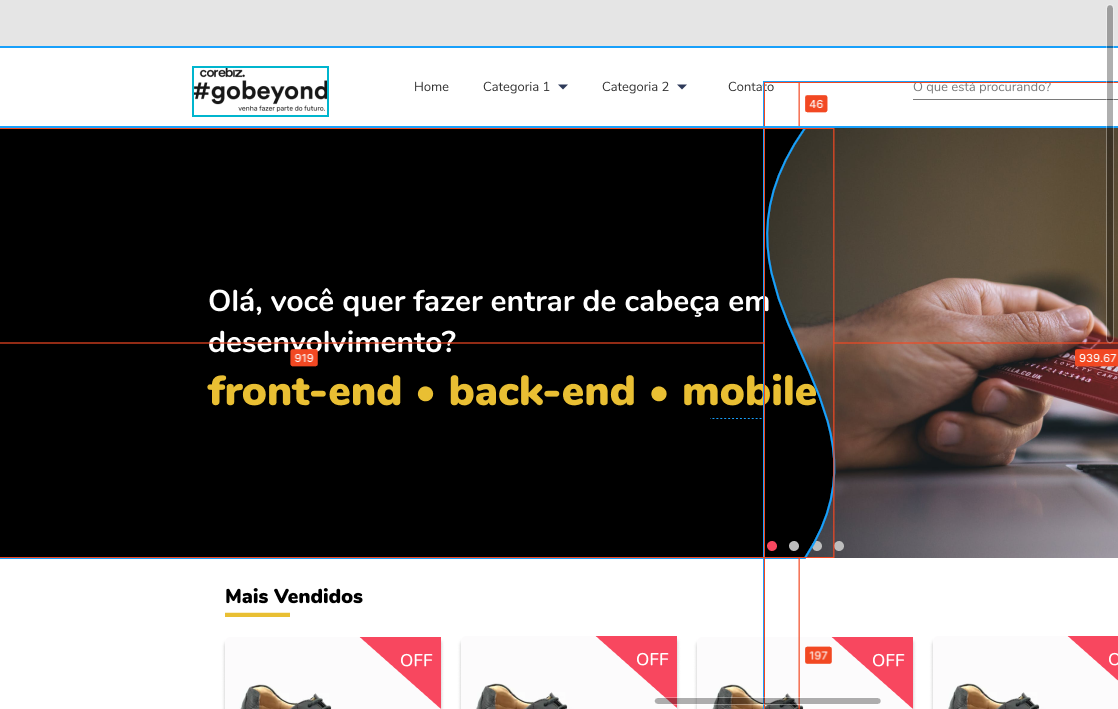 corebiz.
#gobeyond
venha fazer parte do futuro.
Home
Categoria 1
Categoria 2
Contato
O que está procurando?
46
Olá, você quer fazer entrar de cabeça em
desenvolvimento?
919
939.67
front-end • back-end • mobile
Mais Vendidos
OFF
OFF
OFF
197